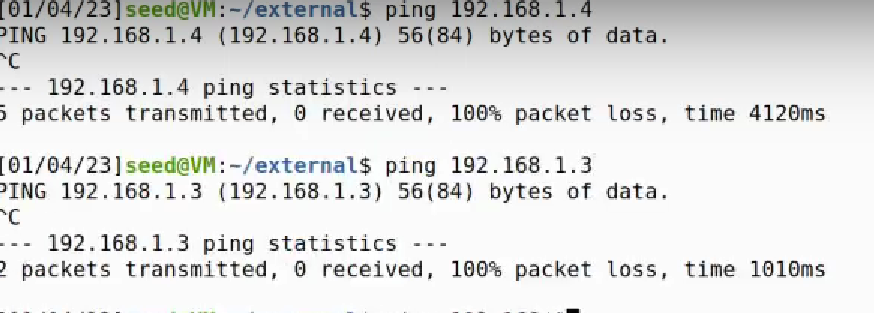 [01/04/23]seed@VM:~/external$ ping 192.168.1.4
PING 192.168.1.4 (192.168.1.4) 56(84) bytes of data.
^C
--- 192.168.1.4 ping statistics ---
5 packets transmitted, 0 received, 100% packet loss, time 4120ms
[01/04/23]seed@VM:~/external$ ping 192.168.1.3
PING 192.168.1.3 (192.168.1.3) 56(84) bytes of data.
^C
--- 192.168.1.3 ping statistics ---
2 packets transmitted, 0 received, 100% packet loss, time 1010ms